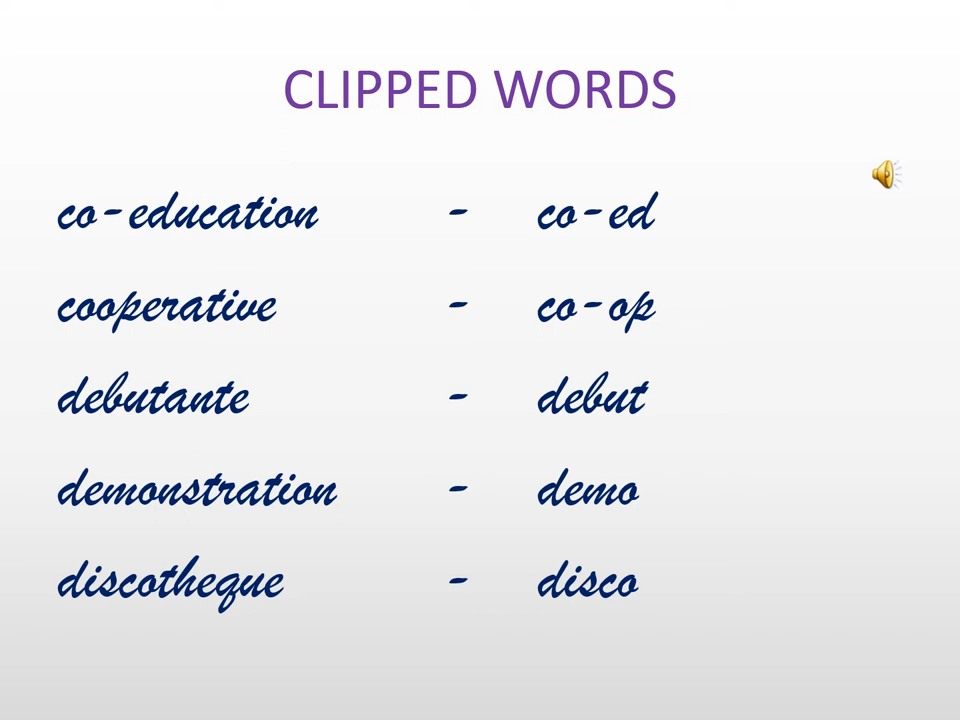 CLIPPED WORDS
co-education - co-ed
cooperative - co-op
debutante - debut
demonstration - demo
discotheque - disco